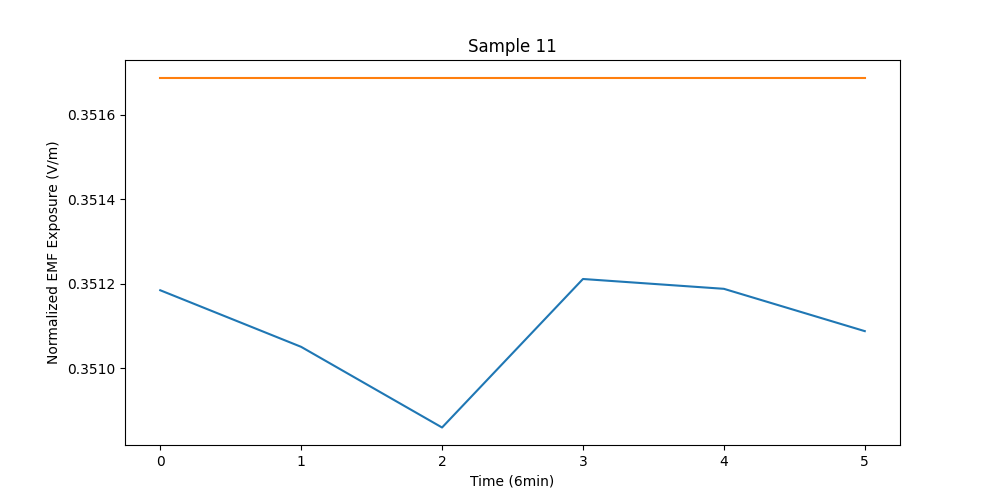 Sample 11
Normalized EMF Exposure (V/m)
0.3516
0.3514
0.3512
0.3510
0 1 2 3 4 5
Time (6min)